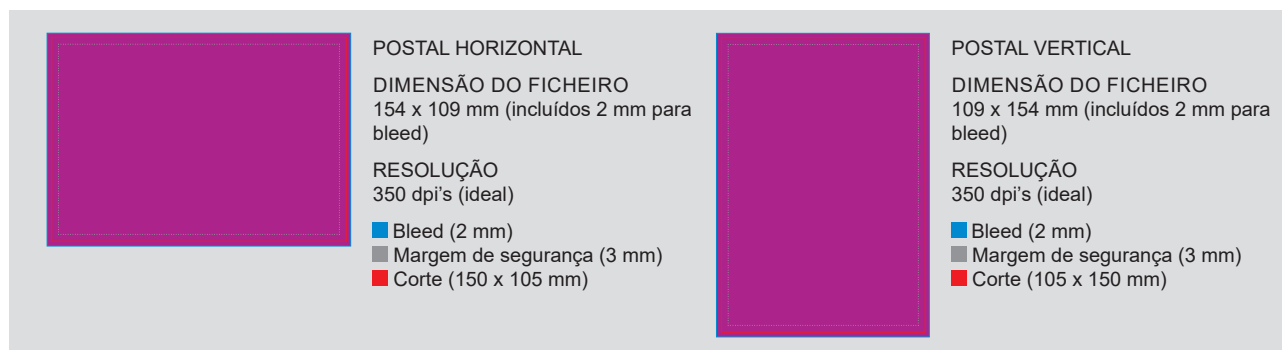 POSTAL HORIZONTAL
DIMENSÃO DO FICHEIRO
154 x 109 mm (incluídos 2 mm para
bleed)
RESOLUÇÃO
350 dpi’s (ideal)
Bleed (2 mm)
Margem de segurança (3 mm)
Corte (150 x 105 mm)
POSTAL VERTICAL
DIMENSÃO DO FICHEIRO
109 x 154 mm (incluídos 2 mm para
bleed)
RESOLUÇÃO
350 dpi’s (ideal)
Bleed (2 mm)
Margem de segurança (3 mm)
Corte (105 x 150 mm)